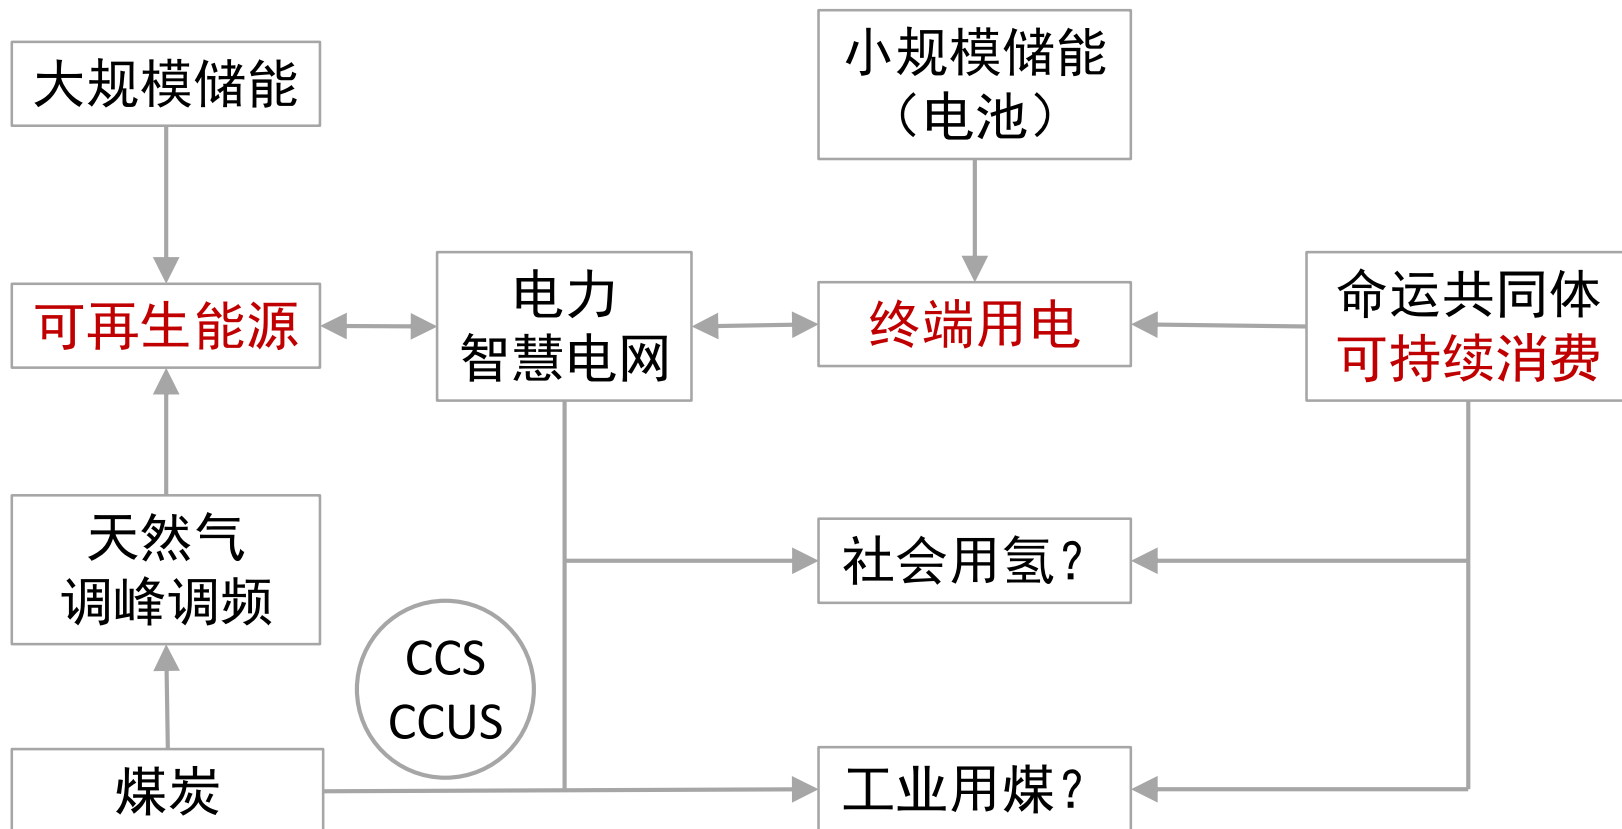 大规模储能
小规模储能
（电池）
可再生能源
电力
智慧电网
终端用电
命运共同体
可持续消费
天然气
调峰调频
社会用氢？
CCS
CCUS
煤炭
工业用煤？